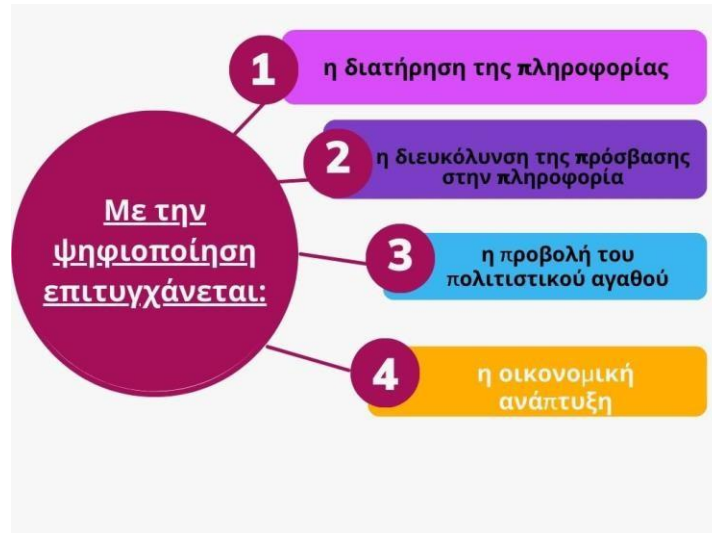 Με την
ψηφιοποίηση
επιτυγχάνεται:
1
η διατήρηση της πληροφορίας
2
η διευκόλυνση της πρόσβασης
στην πληροφορία
3
η προβολή του
πολιτιστικού αγαθού
4
η οικονομική
ανάπτυξη